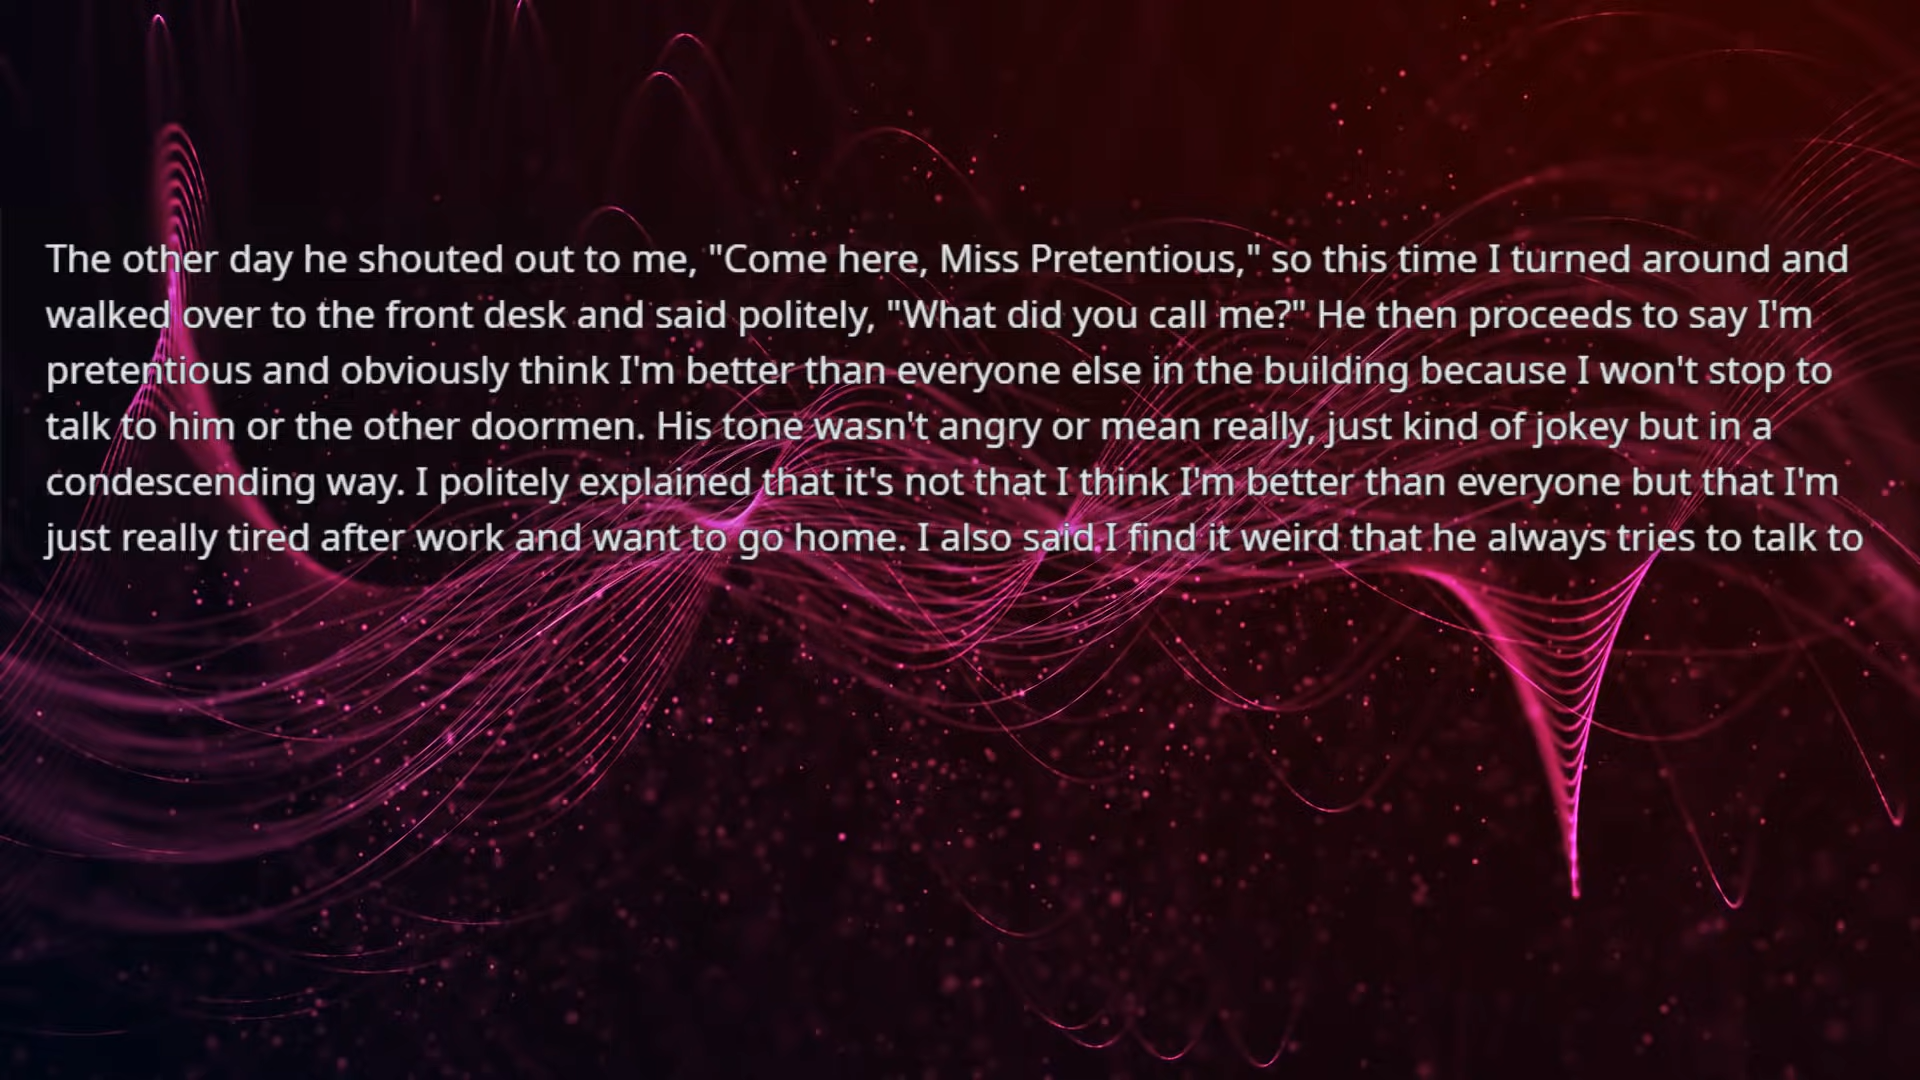 The other day he shouted out to me, "Come here, Miss Pretentious," so this time I turned around and
walked over to the front desk and said politely, "What did you call me?" He then proceeds to say I'm
pretentious and obviously think I'm better than everyone else in the building because I won't stop to
talk to him or the other doormen. His tone wasn't angry or mean really, just kind of jokey but in a
condescending way. I politely explained that it's not that I think I'm better than everyone but that I'm
just really tired after work and want to go home. I also said I find it weird that he always tries to talk to